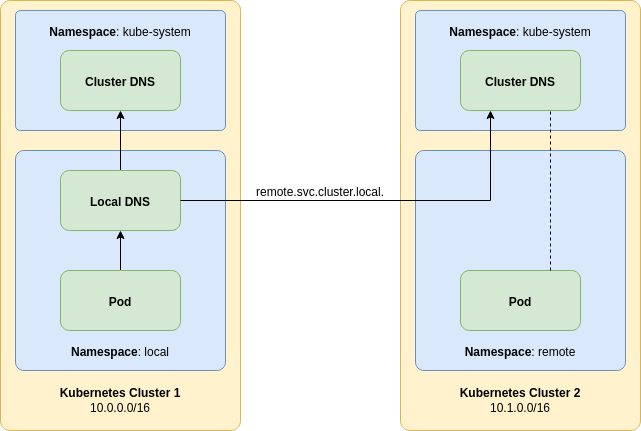 Namespace: kube-system
Cluster DNS
Local DNS
Pod
Namespace: local
Kubernetes Cluster 1
10.0.0.0/16
remote.svc.cluster.local.
Namespace: kube-system
Cluster DNS
Pod
Namespace: remote
Kubernetes Cluster 2
10.1.0.0/16